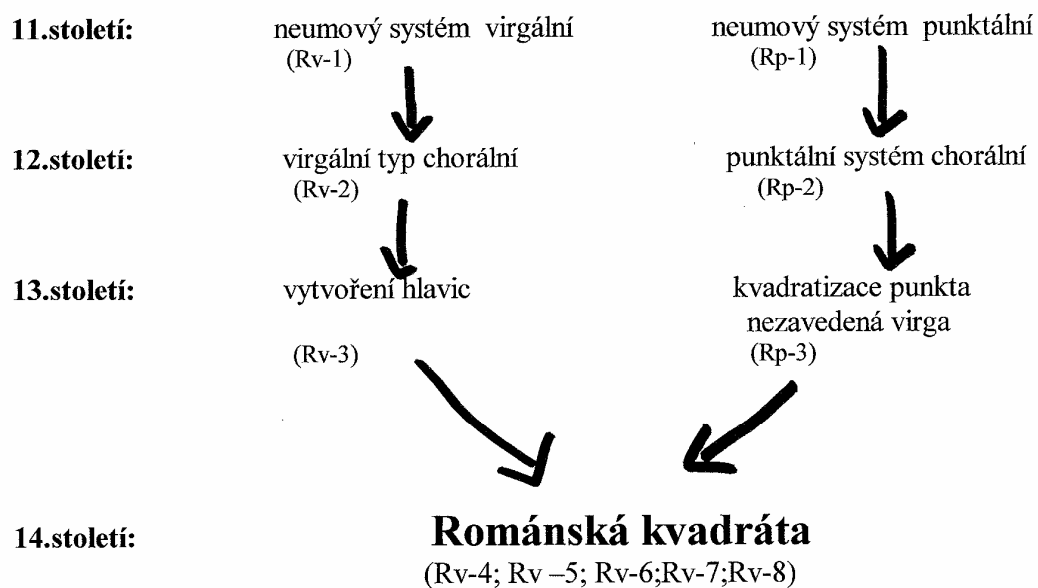 11.století: neumový systém virgální neumový systém punktální
(Rv-1) (Rp-1)
12.století: virgální typ chorální punktální systém chorální
(Rv-2) (Rp-2)
13.století: vytvoření hlavic kvadratizace punkta
nezavedená virga
(Rv-3) (Rp-3)
14.století: Románská kvadráta
(Rv-4; Rv –5; Rv-6;Rv-7;Rv-8)